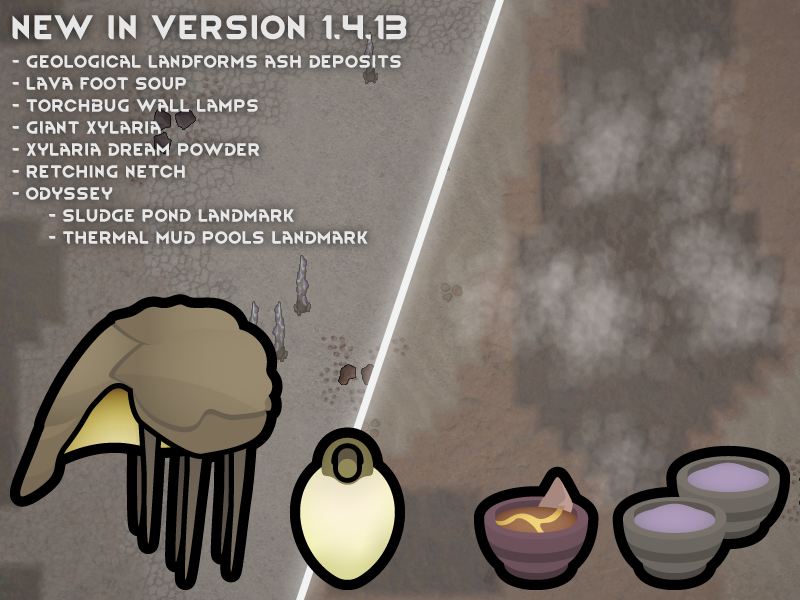 NEW IN VERSION 1.4.13
- GEOLOGICAL LANDFORMS ASH DEPOSITS
- LAVA FOOT SOUP
- TORCHBUG WALL LAMPS
- GIANT XYLARIA
- XYLARIA DREAM POWDER
- RETCHING NETCH
- ODYSSEY
- SLUDGE POND LANDMARK
- THERMAL MUD POOLS LANDMARK